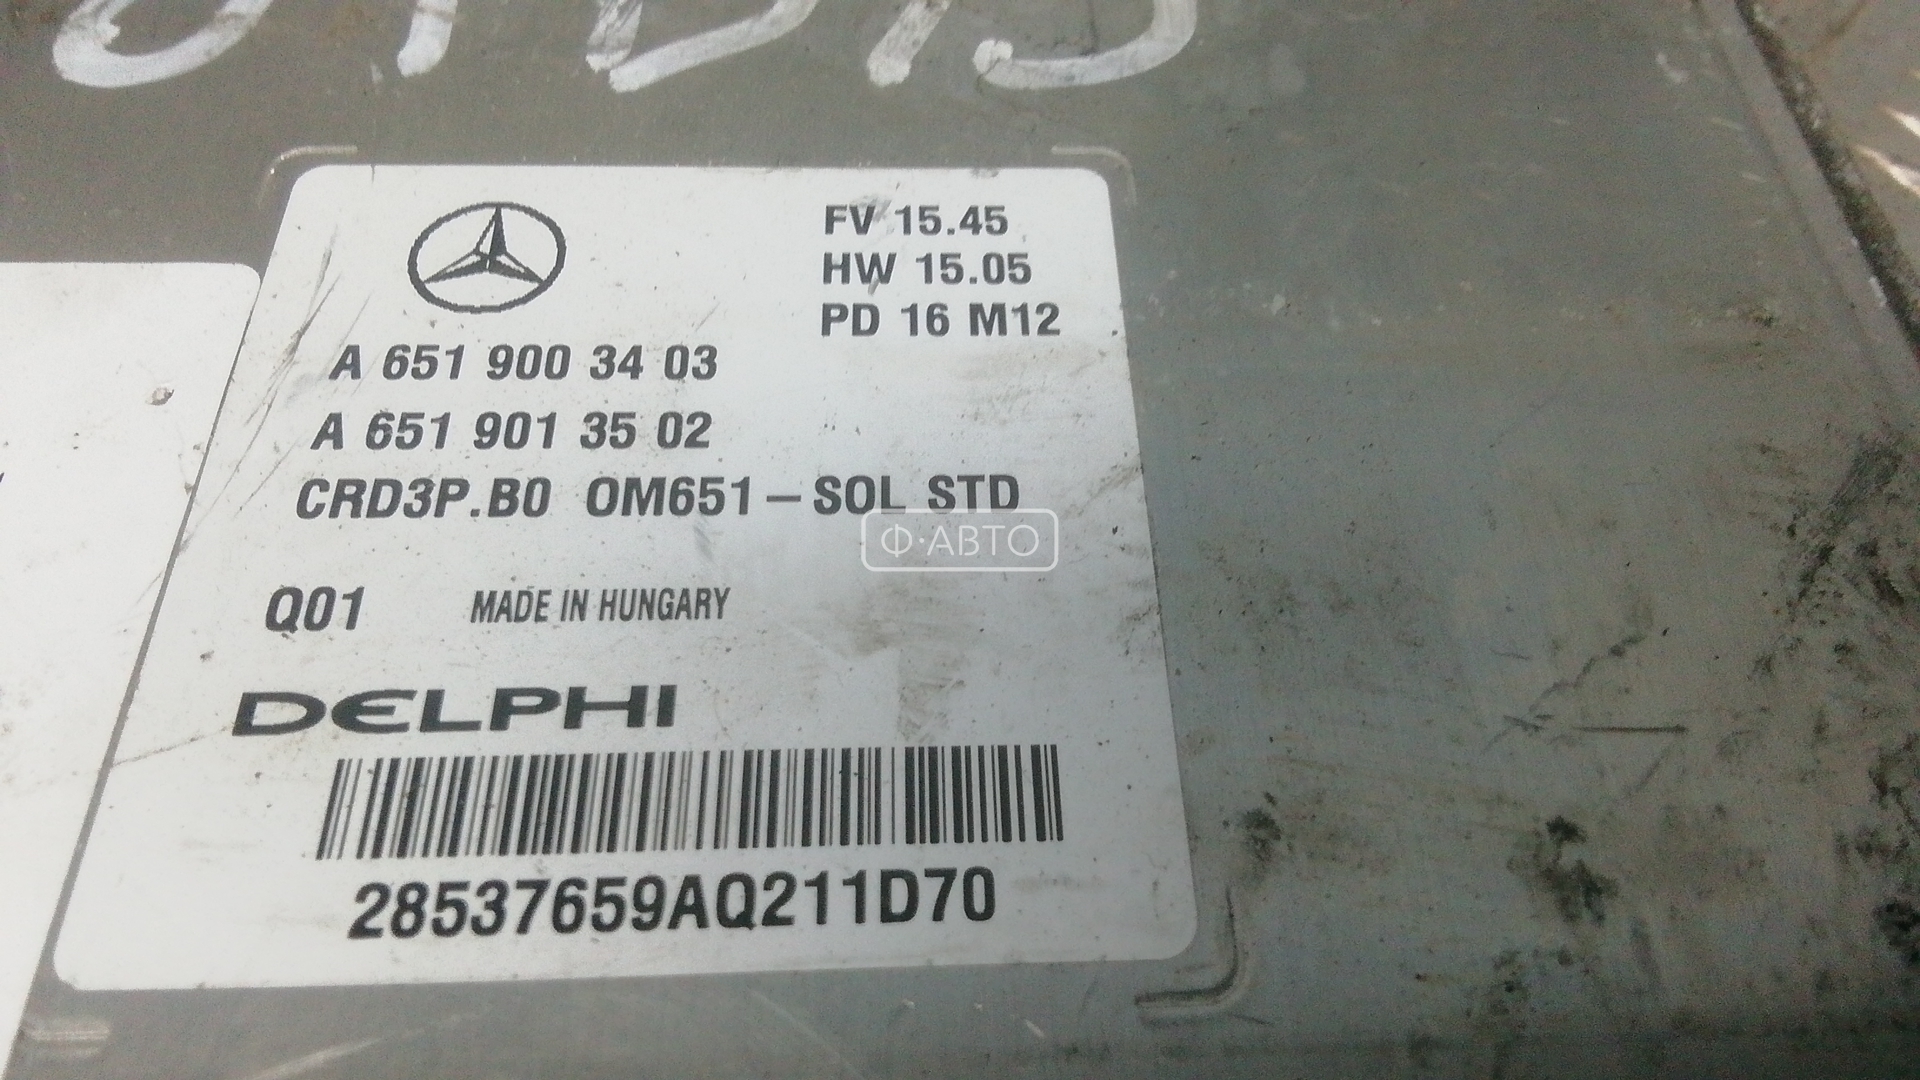 FV 15.45
HW 15.05
PD 16 M12
A 651 900 34 03
A 651 901 35 02
CRD3P.B0 OM651-SOL STD
Ф·АВТО
Q01 MADE IN HUNGARY
DELPHI
28537659AQ211D70